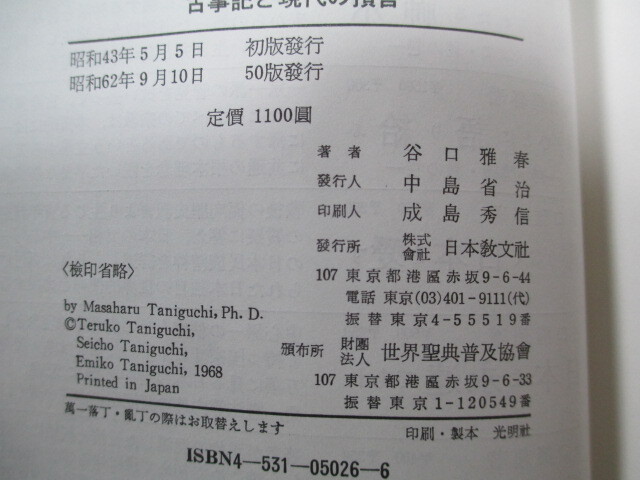 古事記と現代の預言
昭和43年5月5日 初版發行
昭和62年9月10日 50版發行
定價 1100圓
著者 谷口雅春
發行人 中島省治
印刷人 成島秀信
發行所 株式會社 日本教文社
107 東京都港區赤坂9-6-44
電話 東京(03)401-9111(代)
振替 東京4-55519番
〈檢印省略〉
by Masaharu Taniguchi, Ph. D.
©Teruko Taniguchi,
Seicho Taniguchi,
Emiko Taniguchi, 1968
Printed in Japan
頒布所 財團法人 世界聖典普及協會
107 東京都港區赤坂9-6-33
振替 東京1-120549番
萬一落丁・亂丁の際はお取替えします
印刷・製本 光明社
ISBN4-531-05026-6